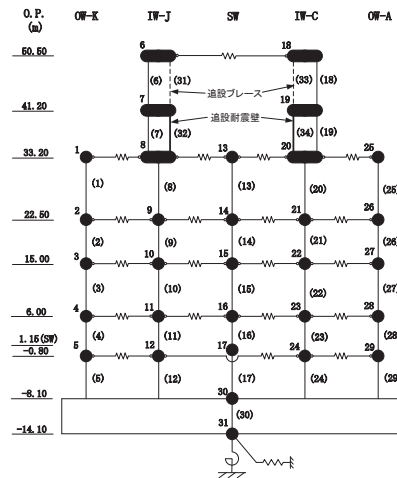 O.P. OW-K IW-J SW IW-C OW-A
(m)
50.50 6 18
(6) (31) (33) (18)
追設ブレース
41.20 7 19
追設耐震壁
(7) (32) (34) (19)
33.20 1 8 13 20 25
(1) (8) (13) (20) (25)
22.50 2 9 14 21 26
(2) (9) (14) (21) (26)
15.00 3 10 15 22 27
(3) (10) (15) (22) (27)
6.00 4 11 16 23 28
(4) (11) (16) (23) (28)
1.15(SW) 17
-0.80 5 12 24 29
(5) (12) (17) (24) (29)
-8.10 30
(30)
-14.10 31